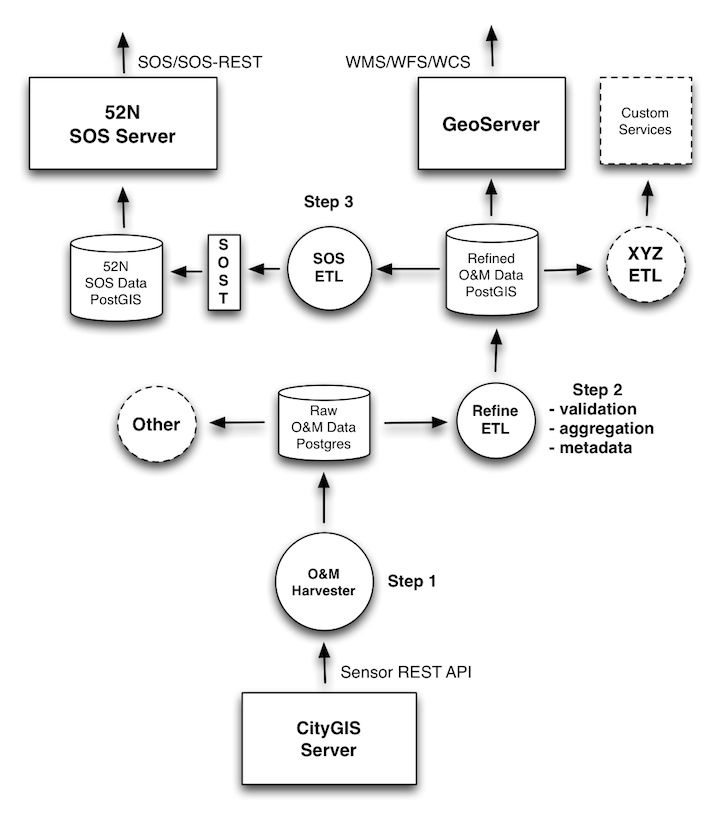 SOS/SOS-REST
WMS/WFS/WCS
52N
SOS Server
GeoServer
Custom
Services
Step 3
52N
SOS Data
PostGIS
S
O
S
T
SOS
ETL
Refined
O&M Data
PostGIS
XYZ
ETL
Other
Raw
O&M Data
Postgres
Refine
ETL
Step 2
- validation
- aggregation
- metadata
O&M
Harvester
Step 1
Sensor REST API
CityGIS
Server